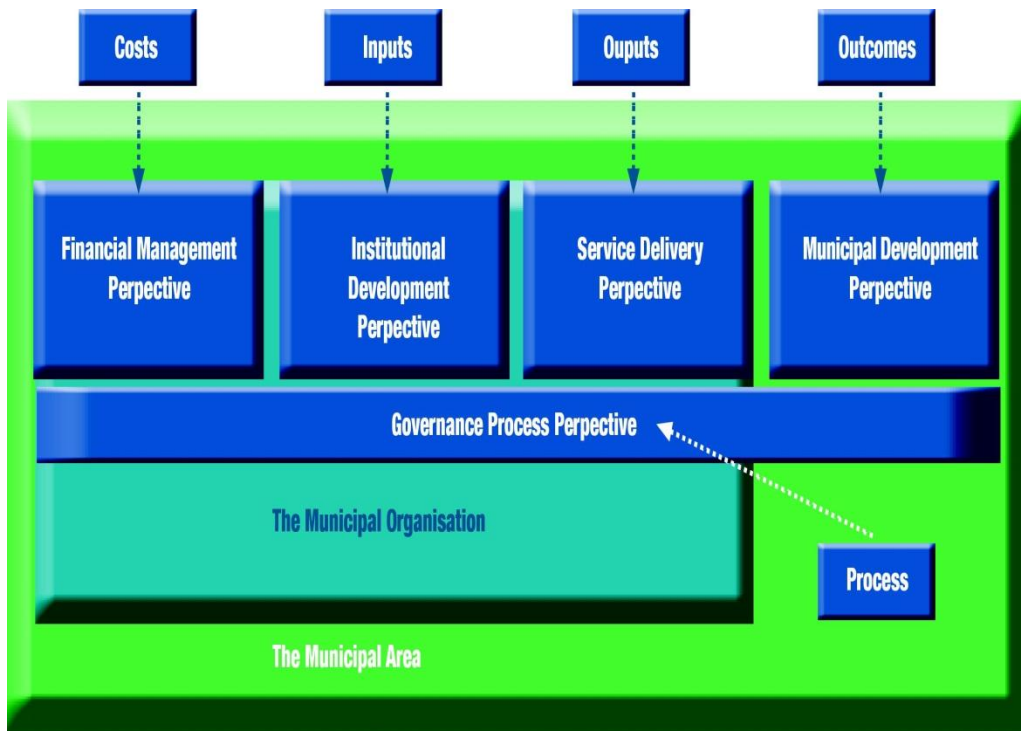 Costs
Inputs
Ouputs
Outcomes
Financial Management
Perpective
Institutional
Development
Perpective
Service Delivery
Perpective
Municipal Development
Perpective
Governance Process Perpective
The Municipal Organisation
Process
The Municipal Area